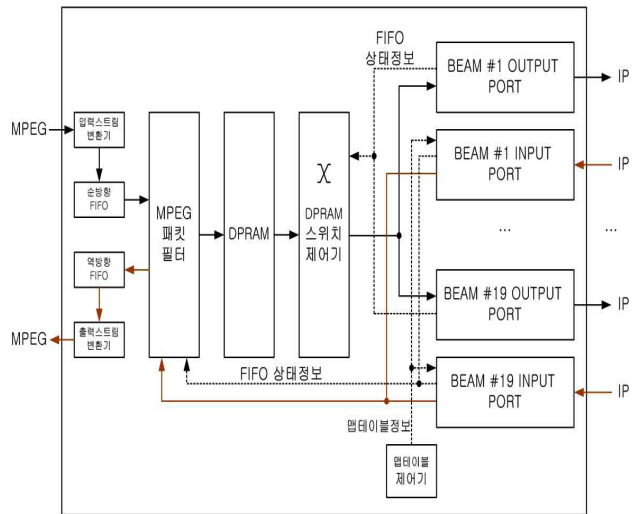 FIFO
상태정보
BEAM #1 OUTPUT
PORT
IP
MPEG
입력스트림
변환기
BEAM #1 INPUT
PORT
IP
순방향
FIFO
MPEG
패킷
필터
DPRAM
DPRAM
스위치
제어기
...
...
역방향
FIFO
BEAM #19 OUTPUT
PORT
IP
MPEG
출력스트림
변환기
FIFO 상태정보
BEAM #19 INPUT
PORT
IP
맵테이블정보
맵테이블
제어기